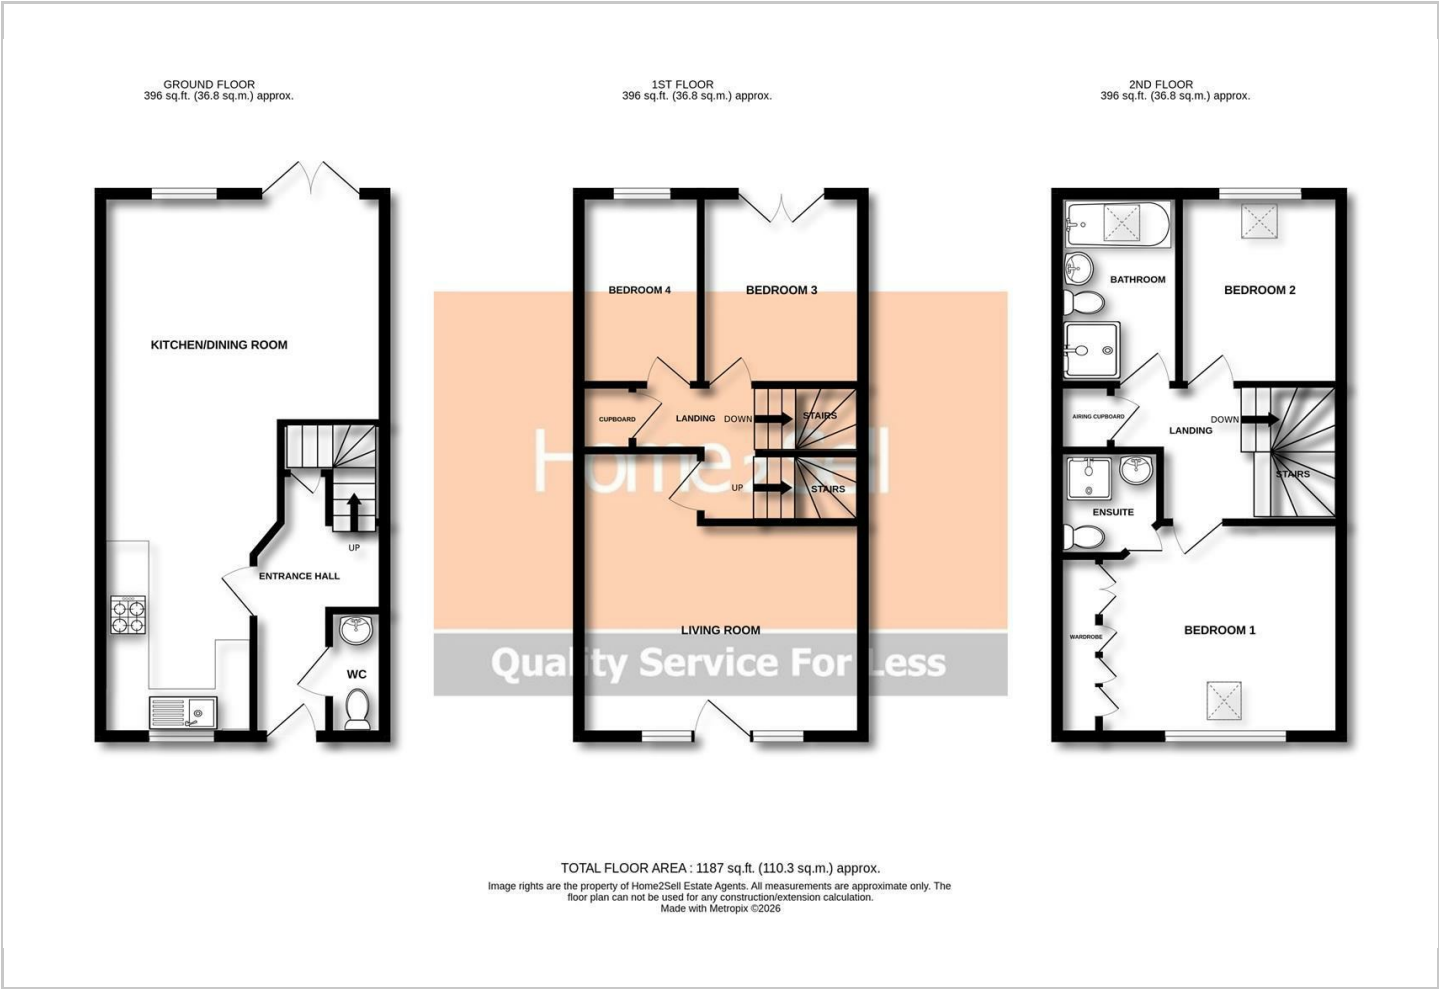 GROUND FLOOR
396 sq.ft. (36.8 sq.m.) approx.
KITCHEN/DINING ROOM
UP
ENTRANCE HALL
WC
1ST FLOOR
396 sq.ft. (36.8 sq.m.) approx.
BEDROOM 4
BEDROOM 3
CUPBOARD
LANDING
DOWN
STAIRS
UP
STAIRS
LIVING ROOM
Home2Sell
Quality Service For Less
2ND FLOOR
396 sq.ft. (36.8 sq.m.) approx.
BATHROOM
BEDROOM 2
AIRING CUPBOARD
LANDING
DOWN
STAIRS
ENSUITE
WARDROBE
BEDROOM 1
TOTAL FLOOR AREA : 1187 sq.ft. (110.3 sq.m.) approx.
Image rights are the property of Home2Sell Estate Agents. All measurements are approximate only. The
floor plan can not be used for any construction/extension calculation.
Made with Metropix ©2026